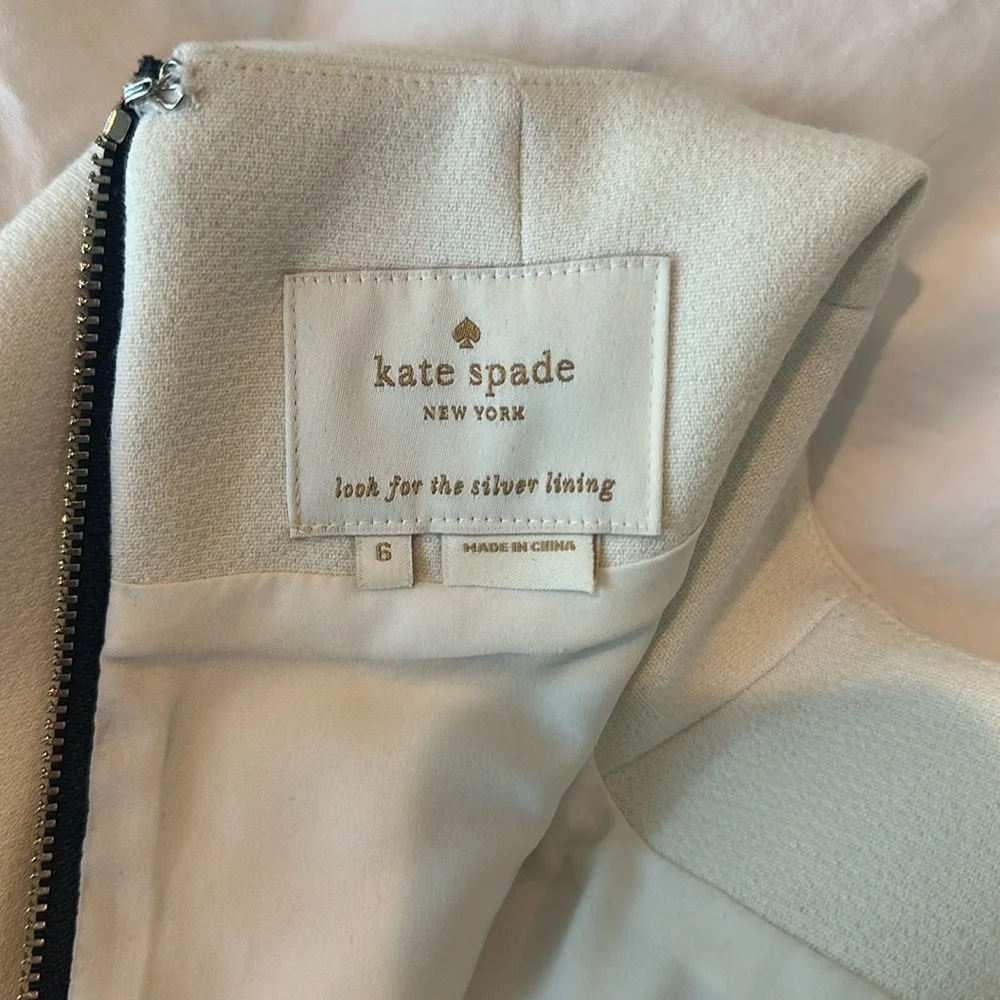 kate spade
NEW YORK
look for the silver lining
6
MADE IN CHINA